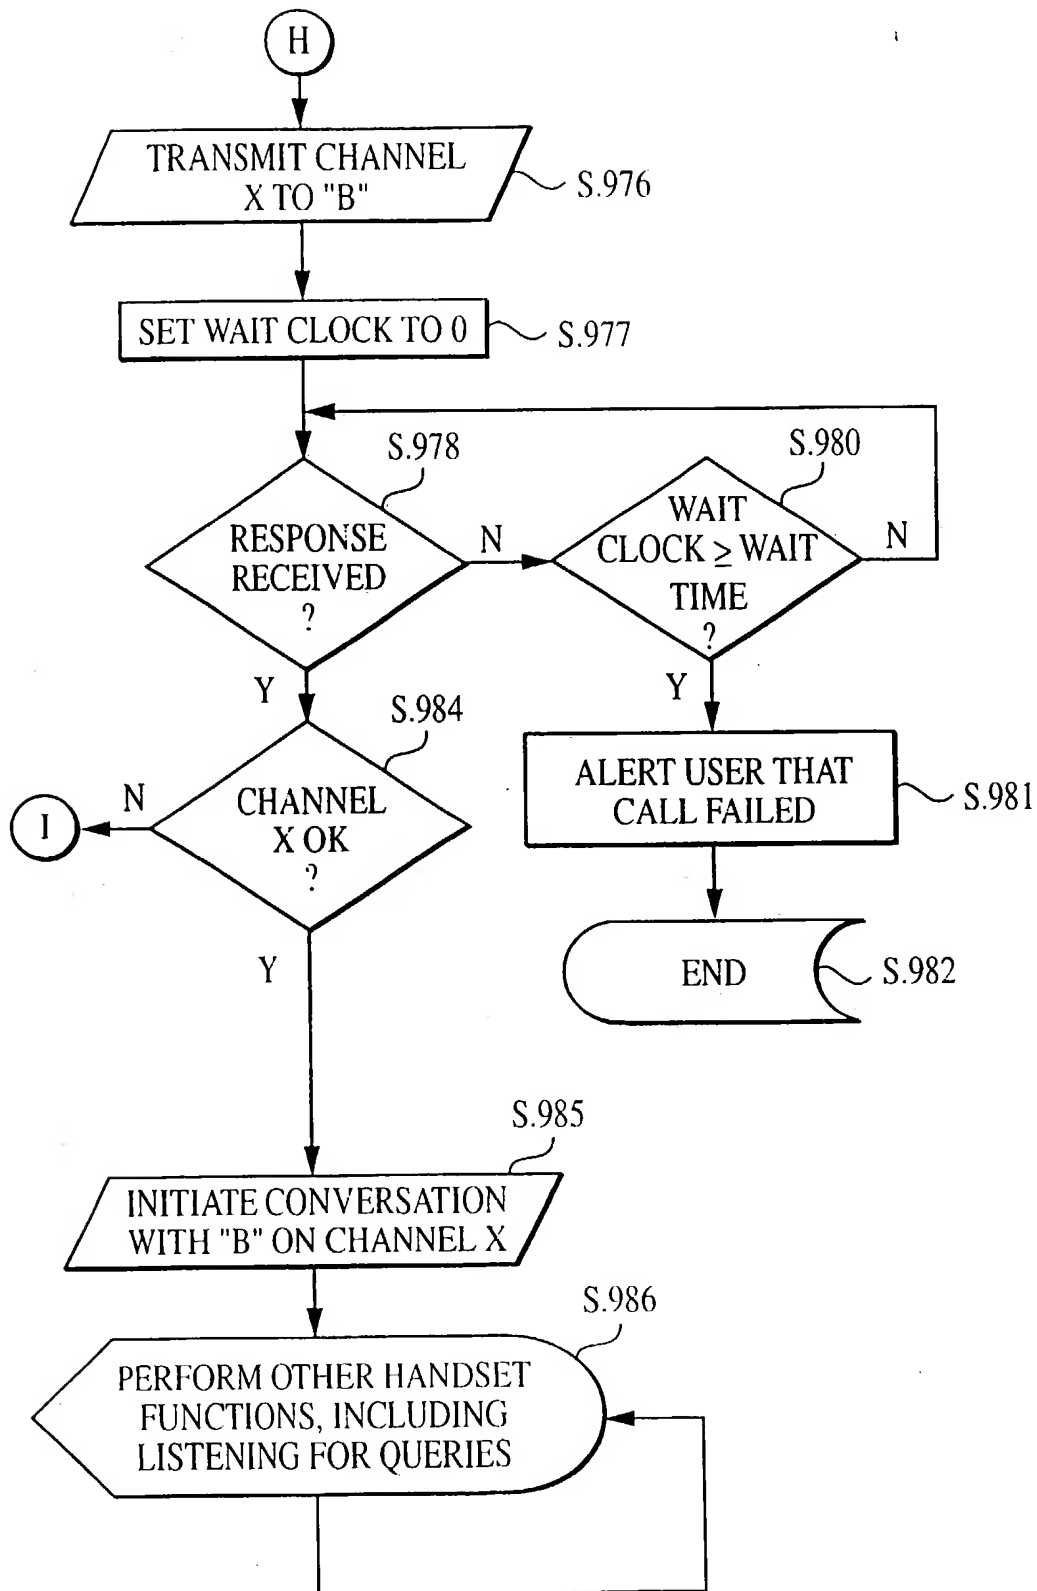 H
TRANSMIT CHANNEL
X TO "B"
S.976
SET WAIT CLOCK TO 0
S.977
S.978
RESPONSE
RECEIVED
?
N
S.980
WAIT
CLOCK ≥ WAIT
TIME
?
N
Y
Y
S.984
CHANNEL
X OK
?
N
I
Y
ALERT USER THAT
CALL FAILED
S.981
END
S.982
S.985
INITIATE CONVERSATION
WITH "B" ON CHANNEL X
S.986
PERFORM OTHER HANDSET
FUNCTIONS, INCLUDING
LISTENING FOR QUERIES